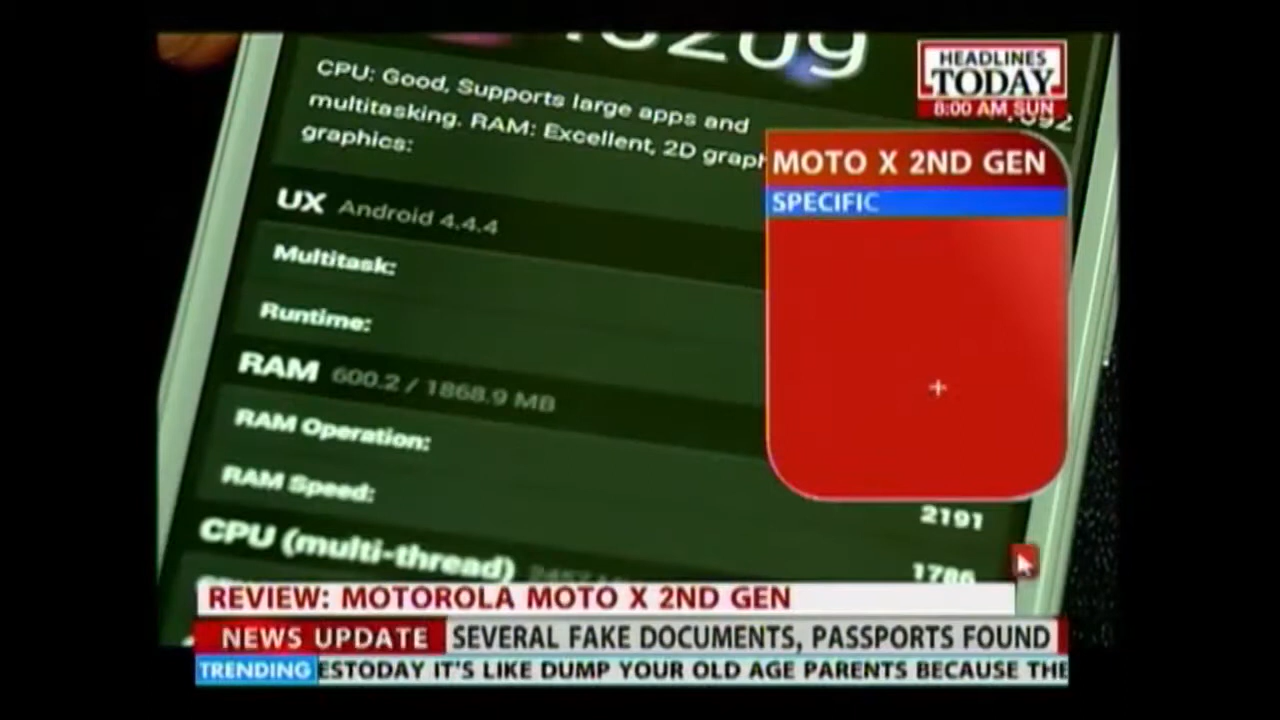 HEADLINES
TODAY
8:00 AM SUN
CPU: Good, Supports large apps and
multitasking. RAM: Excellent, 2D
graphics:
MOTO X 2ND GEN
SPECIFIC
UX Android 4.4.4
Multitask:
Runtime:
RAM 600.2 / 1868.9 MB
RAM Operation:
RAM Speed:
2191
CPU (multi-thread)
1786
REVIEW: MOTOROLA MOTO X 2ND GEN
NEWS UPDATE SEVERAL FAKE DOCUMENTS, PASSPORTS FOUND
TRENDING ESTODAY IT'S LIKE DUMP YOUR OLD AGE PARENTS BECAUSE THE